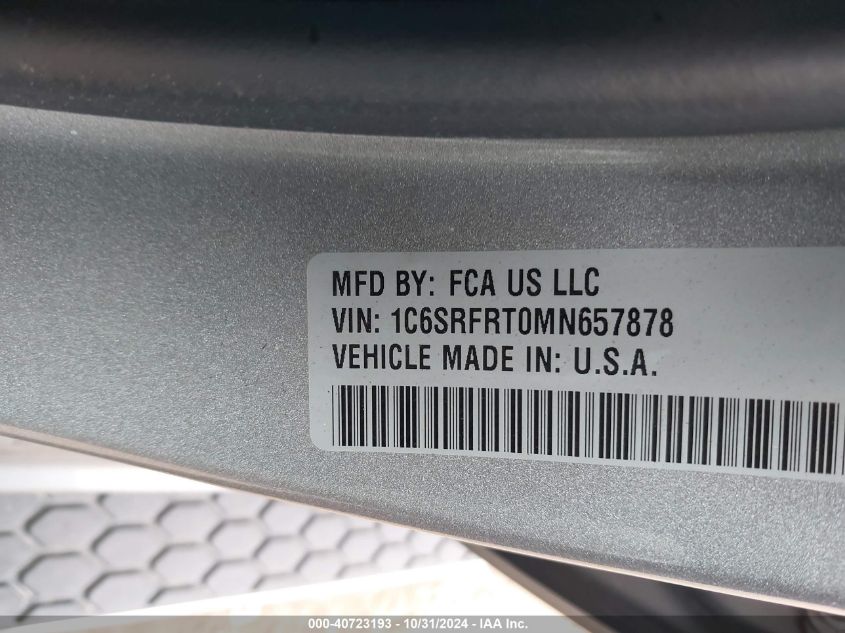 MFD BY: FCA US LLC
VIN: 1C6SRFRT0MN657878
VEHICLE MADE IN: U.S.A.
000-40723193 - 10/31/2024 - IAA Inc.